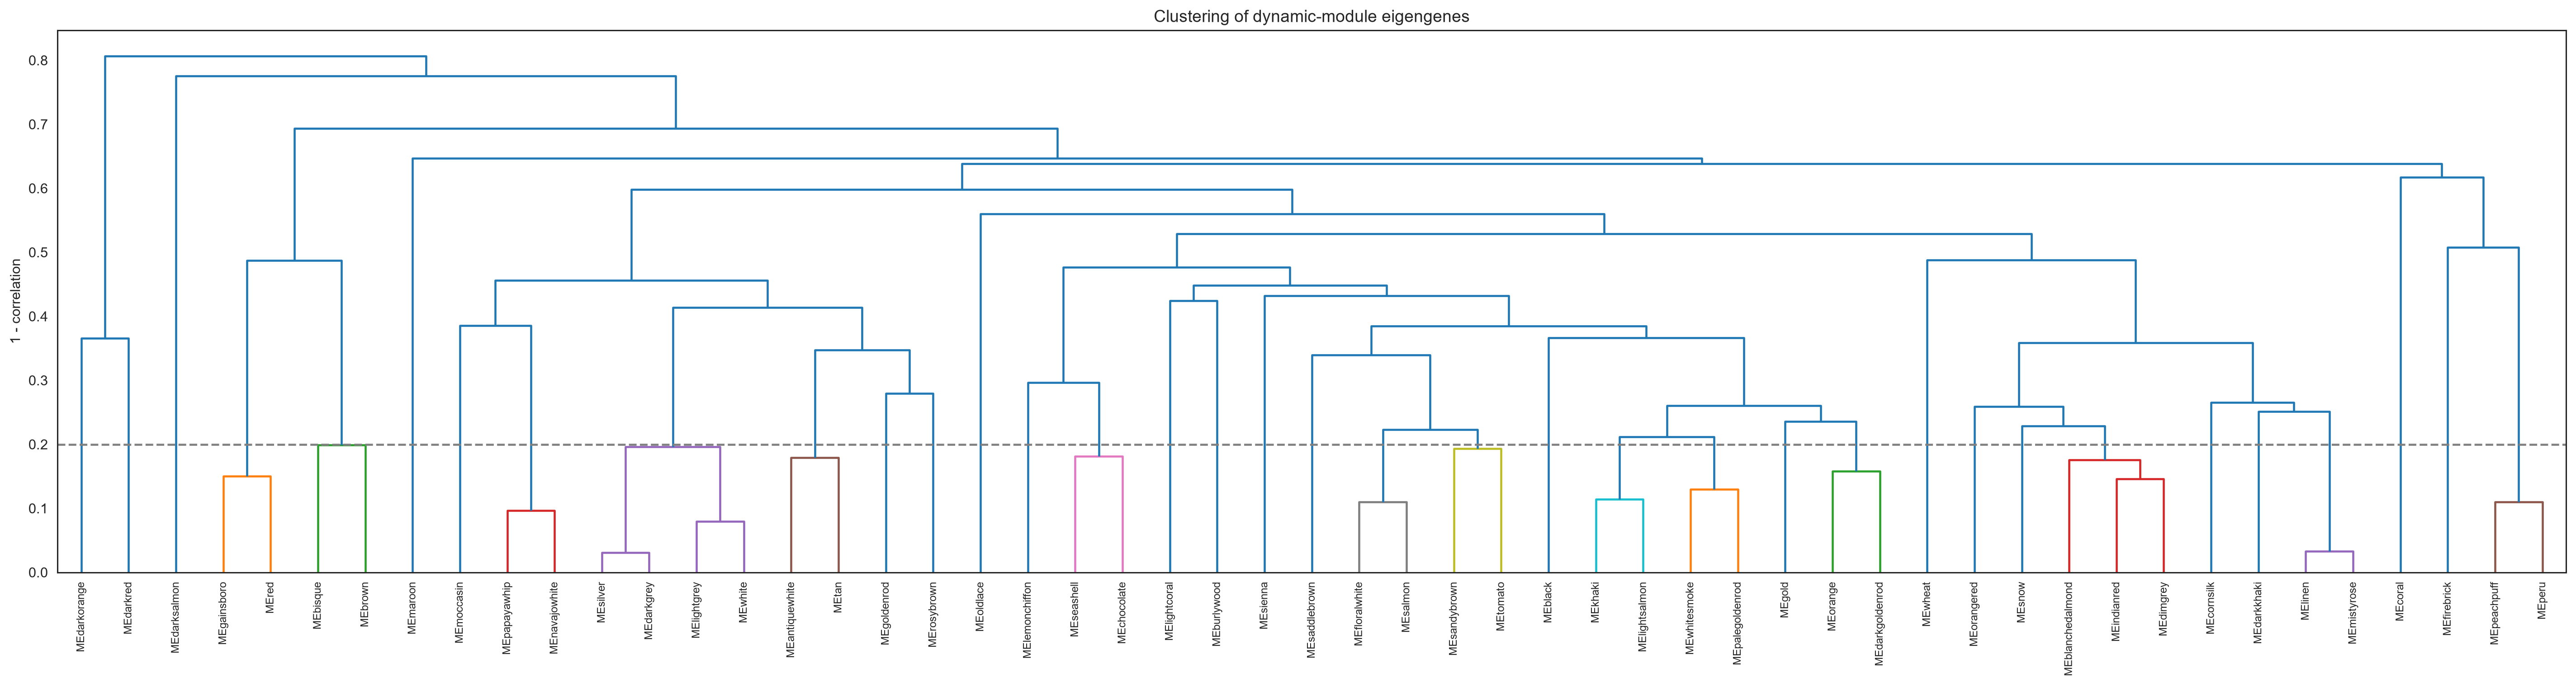 Clustering of dynamic-module eigengenes
1 - correlation
0.8
0.7
0.6
0.5
0.4
0.3
0.2
0.1
0.0
MEdarkorange
MEdarkred
MEdarksalmon
MEgainsboro
MEred
MEbisque
MEbrown
MEmaroon
MEmoccasin
MEpapayawhip
MEnavajowhite
MEsilver
MEdarkgrey
MElightgrey
MEwhite
MEantiquewhite
MEtan
MEgoldenrod
MErosybrown
MEoldlace
MElemonchiffon
MEseashell
MEchocolate
MElightcoral
MEburlywood
MEsienna
MEsaddlebrown
MEfloralwhite
MEsalmon
MEsandybrown
MEtomato
MEblack
MEkhaki
MElightsalmon
MEwhitesmoke
MEpalegoldenrod
MEgold
MEorange
MEdarkgoldenrod
MEwheat
MEorangered
MEsnow
MEblanchedalmond
MEindianred
MEdimgrey
MEcornsilk
MEdarkkhaki
MElinen
MEmistyrose
MEcoral
MEfirebrick
MEpeachpuff
MEperu